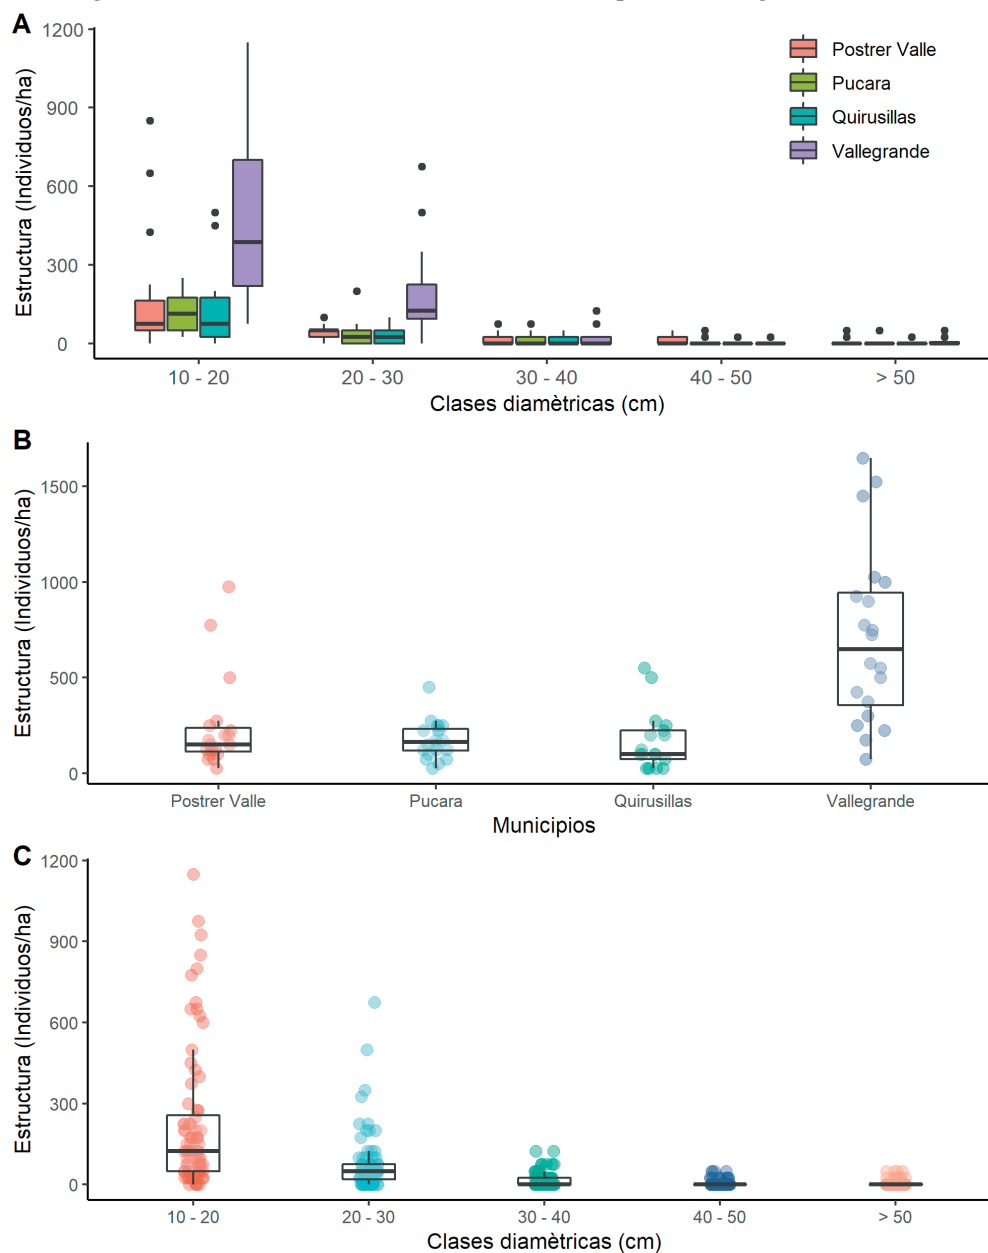 A
1200
900
600
300
0
Estructura (Individuos/ha)
Postrer Valle
Pucara
Quirusillas
Vallegrande
10 - 20
20 - 30
30 - 40
40 - 50
> 50
Clases diamètricas (cm)
B
1500
1000
500
0
Estructura (Individuos/ha)
Postrer Valle
Pucara
Quirusillas
Vallegrande
Municipios
C
1200
900
600
300
0
Estructura (Individuos/ha)
10 - 20
20 - 30
30 - 40
40 - 50
> 50
Clases diamètricas (cm)